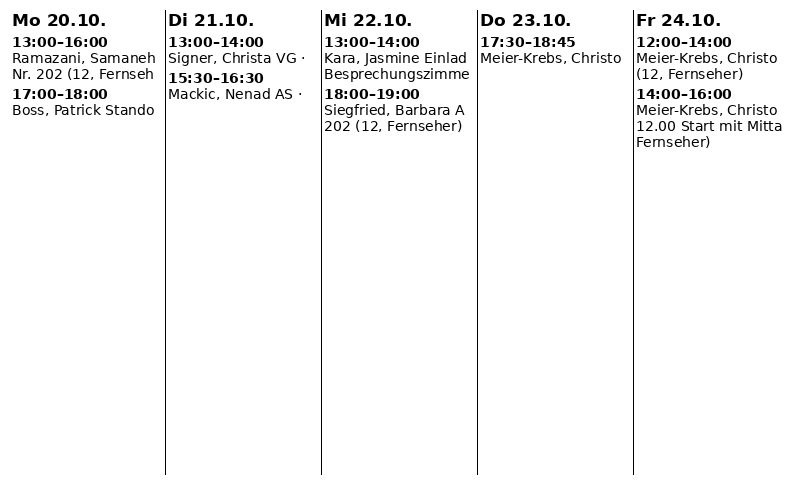 Mo 20.10.
13:00–16:00
Ramazani, Samaneh
Nr. 202 (12, Fernseh
17:00–18:00
Boss, Patrick Stando
Di 21.10.
13:00–14:00
Signer, Christa VG ·
15:30–16:30
Mackic, Nenad AS ·
Mi 22.10.
13:00–14:00
Kara, Jasmine Einlad
Besprechungszimme
18:00–19:00
Siegfried, Barbara A
202 (12, Fernseher)
Do 23.10.
17:30–18:45
Meier-Krebs, Christo
Fr 24.10.
12:00–14:00
Meier-Krebs, Christo
(12, Fernseher)
14:00–16:00
Meier-Krebs, Christo
12.00 Start mit Mitta
Fernseher)